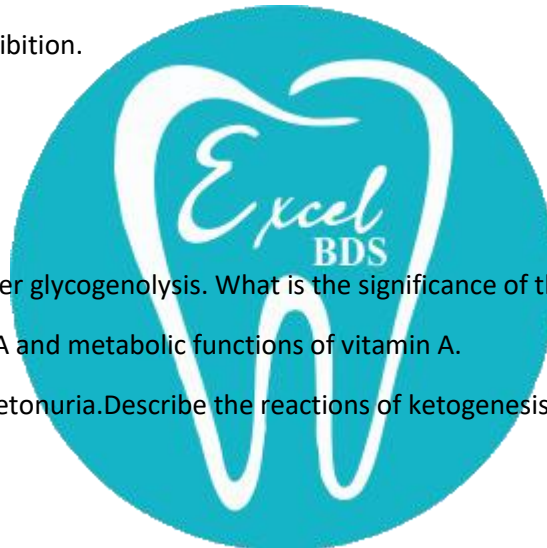 ibition.
Excel
BDS
er glycogenolysis. What is the significance of th
A and metabolic functions of vitamin A.
etonuria.Describe the reactions of ketogenesis